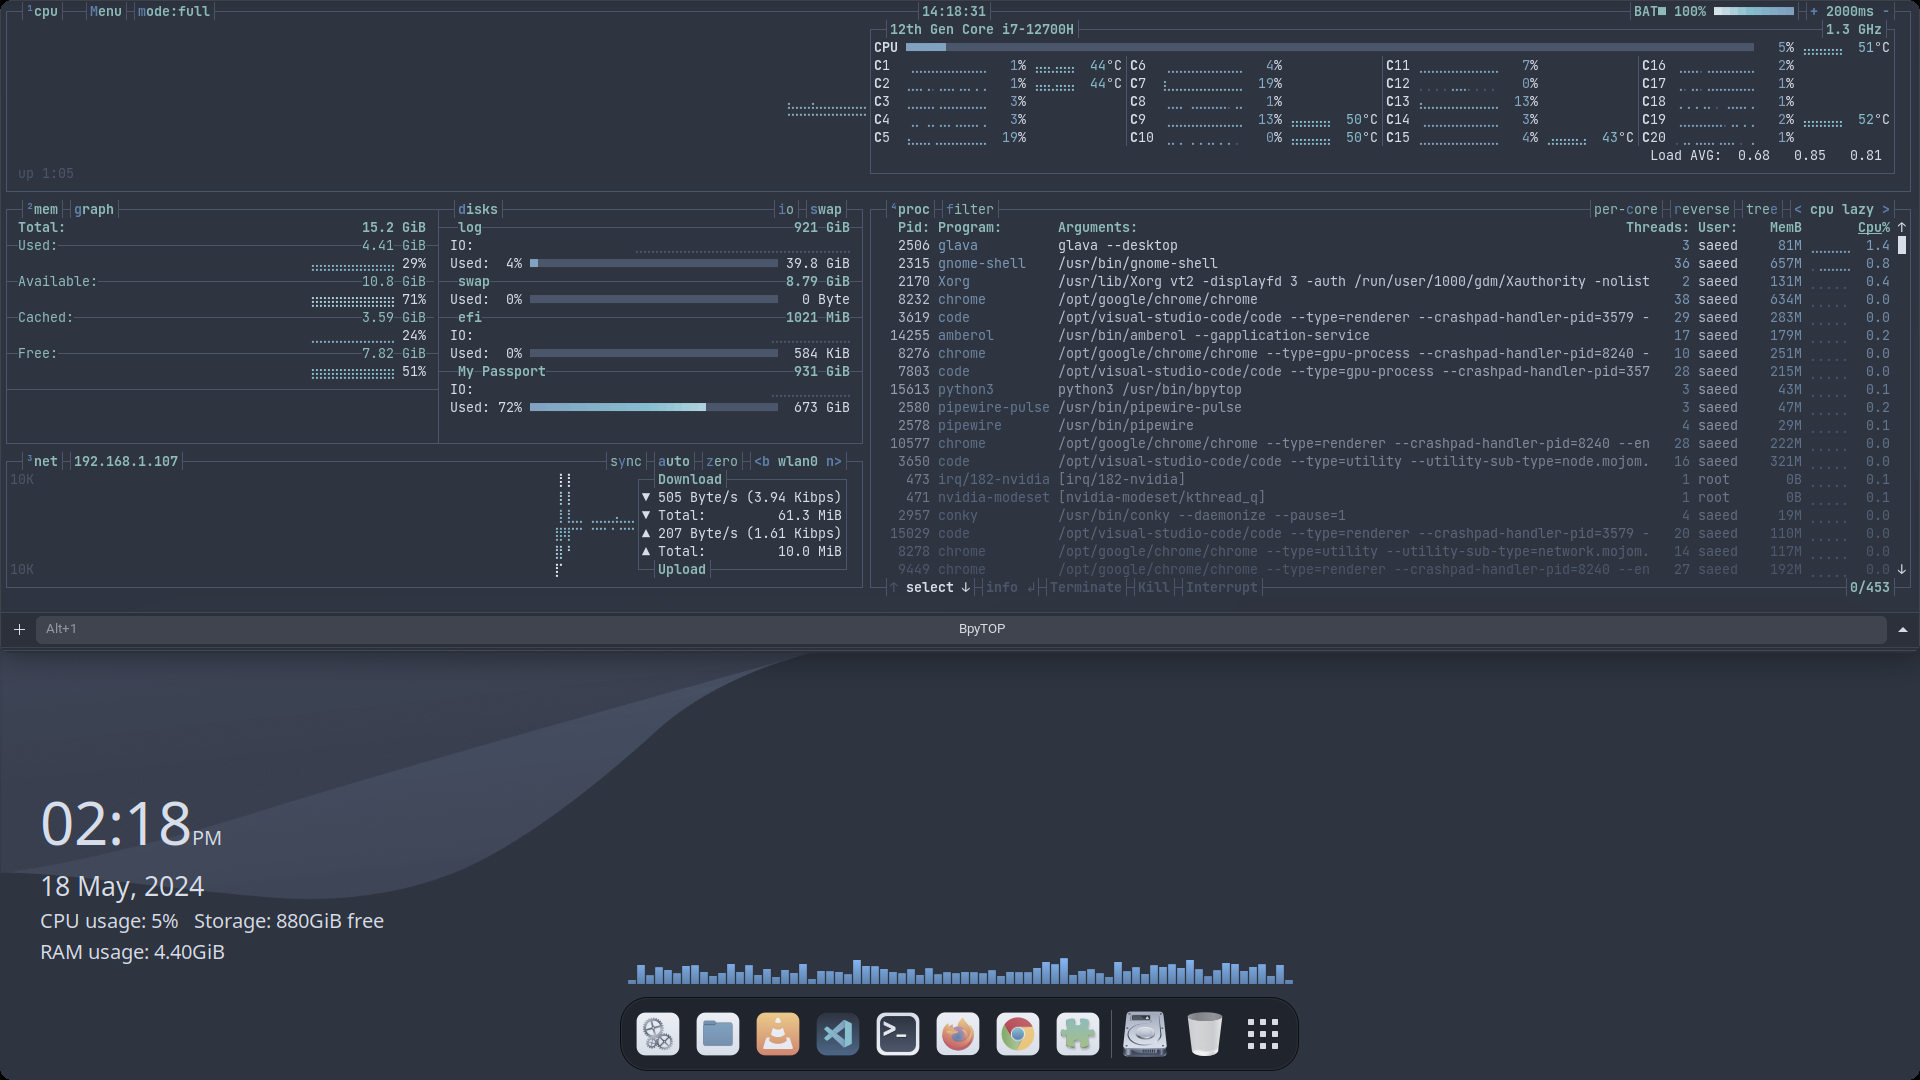 ¹cpu Menu mode:full 14:18:31 BAT■ 100% + 2000ms -
12th Gen Core i7-12700H 1.3 GHz
CPU 5% 51°C
C1 1% 44°C C6 4% C11 7% C16 2%
C2 1% 44°C C7 19% C12 0% C17 1%
C3 3% C8 1% C13 13% C18 1%
C4 3% C9 13% 50°C C14 3% C19 2% 52°C
C5 19% C10 0% 50°C C15 4% 43°C C20 1%
Load AVG: 0.68 0.85 0.81
up 1:05
²mem graph
Total: 15.2 GiB
Used: 4.41 GiB
29%
Available: 10.8 GiB
71%
Cached: 3.59 GiB
24%
Free: 7.82 GiB
51%
disks io swap
log 921 GiB
IO:
Used: 4% 39.8 GiB
swap 8.79 GiB
Used: 0% 0 Byte
efi 1021 MiB
IO:
Used: 0% 584 KiB
My Passport 931 GiB
IO:
Used: 72% 673 GiB
³net 192.168.1.107 sync auto zero <b wlan0 n>
10K
Download
▼ 505 Byte/s (3.94 Kibps)
▼ Total: 61.3 MiB
▲ 207 Byte/s (1.61 Kibps)
▲ Total: 10.0 MiB
Upload
10K
⁴proc filter per-core reverse tree < cpu lazy >
Pid: Program: Arguments: Threads: User: MemB Cpu% ↑
2506 glava glava --desktop 3 saeed 81M 1.4
2315 gnome-shell /usr/bin/gnome-shell 36 saeed 657M 0.8
2170 Xorg /usr/lib/Xorg vt2 -displayfd 3 -auth /run/user/1000/gdm/Xauthority -nolist 2 saeed 131M 0.4
8232 chrome /opt/google/chrome/chrome 38 saeed 634M 0.0
3619 code /opt/visual-studio-code/code --type=renderer --crashpad-handler-pid=3579 - 29 saeed 283M 0.0
14255 amberol /usr/bin/amberol --gapplication-service 17 saeed 179M 0.2
8276 chrome /opt/google/chrome/chrome --type=gpu-process --crashpad-handler-pid=8240 - 10 saeed 251M 0.0
7803 code /opt/visual-studio-code/code --type=gpu-process --crashpad-handler-pid=357 28 saeed 215M 0.0
15613 python3 python3 /usr/bin/bpytop 3 saeed 43M 0.1
2580 pipewire-pulse /usr/bin/pipewire-pulse 3 saeed 47M 0.2
2578 pipewire /usr/bin/pipewire 4 saeed 29M 0.1
10577 chrome /opt/google/chrome/chrome --type=renderer --crashpad-handler-pid=8240 --en 28 saeed 222M 0.0
3650 code /opt/visual-studio-code/code --type=utility --utility-sub-type=node.mojom. 16 saeed 321M 0.0
473 irq/182-nvidia [irq/182-nvidia] 1 root 0B 0.1
471 nvidia-modeset [nvidia-modeset/kthread_q] 1 root 0B 0.1
2957 conky /usr/bin/conky --daemonize --pause=1 4 saeed 19M 0.0
15029 code /opt/visual-studio-code/code --type=renderer --crashpad-handler-pid=3579 - 20 saeed 110M 0.0
8278 chrome /opt/google/chrome/chrome --type=utility --utility-sub-type=network.mojom. 14 saeed 117M 0.0
9449 chrome /opt/google/chrome/chrome --type=renderer --crashpad-handler-pid=8240 --en 27 saeed 192M 0.0 ↓
↑ select ↓ info ↲ Terminate Kill Interrupt 0/453
+ Alt+1 BpyTOP
02:18PM
18 May, 2024
CPU usage: 5% Storage: 880GiB free
RAM usage: 4.40GiB